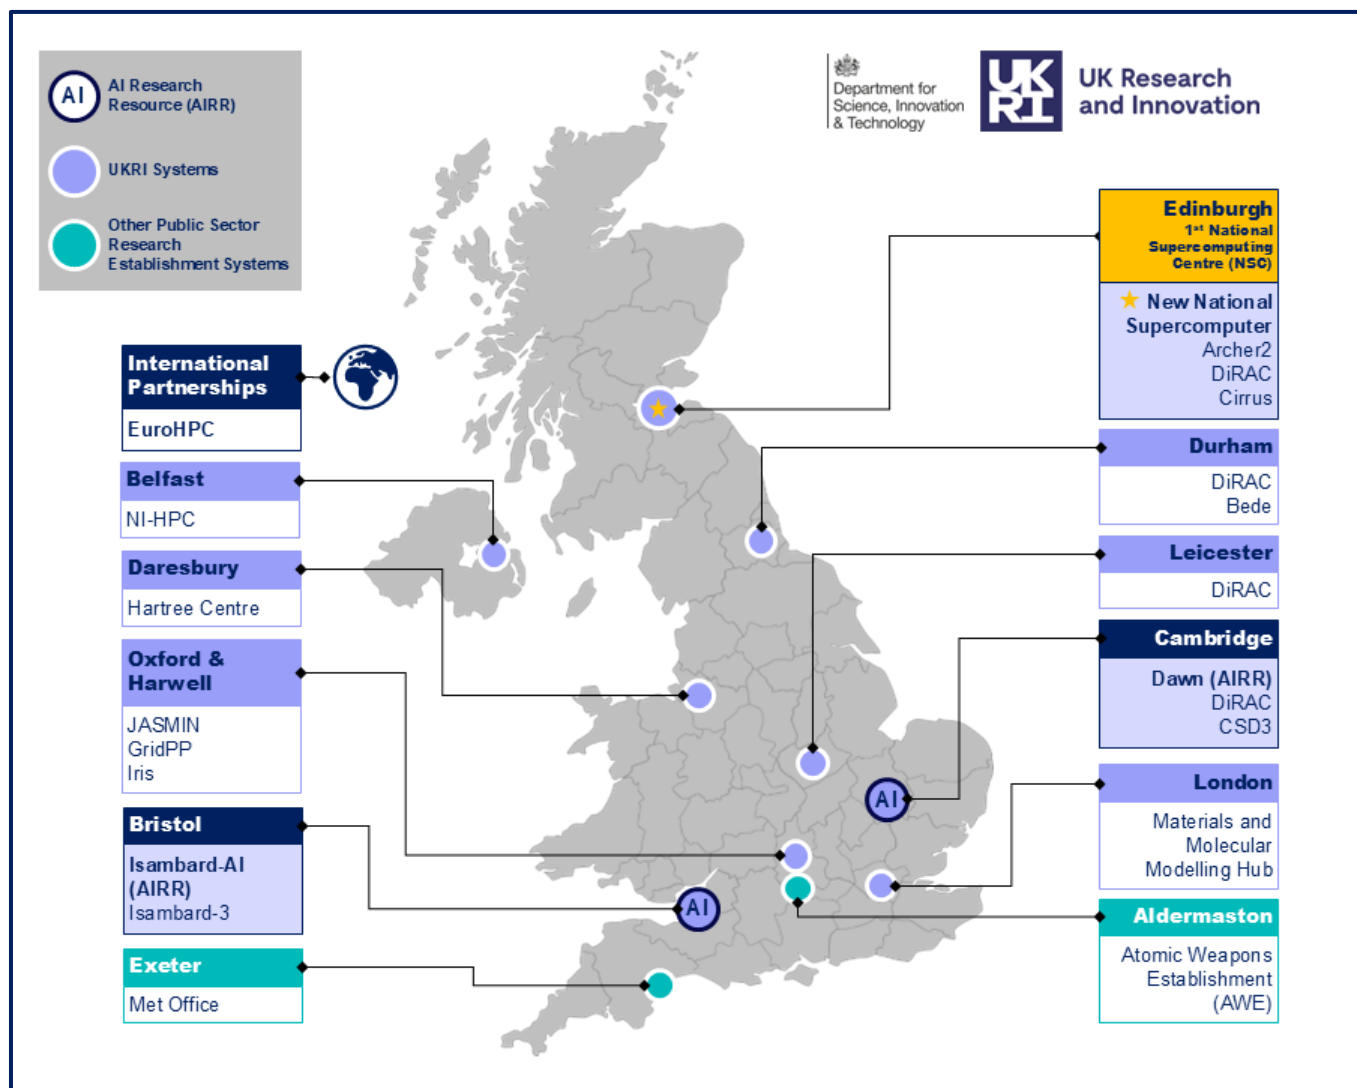 AI
AI Research
Resource (AIRR)
UKRI Systems
Other Public Sector
Research
Establishment Systems
Department for
Science, Innovation
& Technology
UK
RI
UK Research
and Innovation
International
Partnerships
EuroHPC
Belfast
NI-HPC
Daresbury
Hartree Centre
Oxford &
Harwell
JASMIN
GridPP
Iris
Bristol
Isambard-AI
(AIRR)
Isambard-3
Exeter
Met Office
AI
AI
Edinburgh
1st National
Supercomputing
Centre (NSC)
New National
Supercomputer
Archer2
DiRAC
Cirrus
Durham
DiRAC
Bede
Leicester
DiRAC
Cambridge
Dawn (AIRR)
DiRAC
CSD3
London
Materials and
Molecular
Modelling Hub
Aldermaston
Atomic Weapons
Establishment
(AWE)